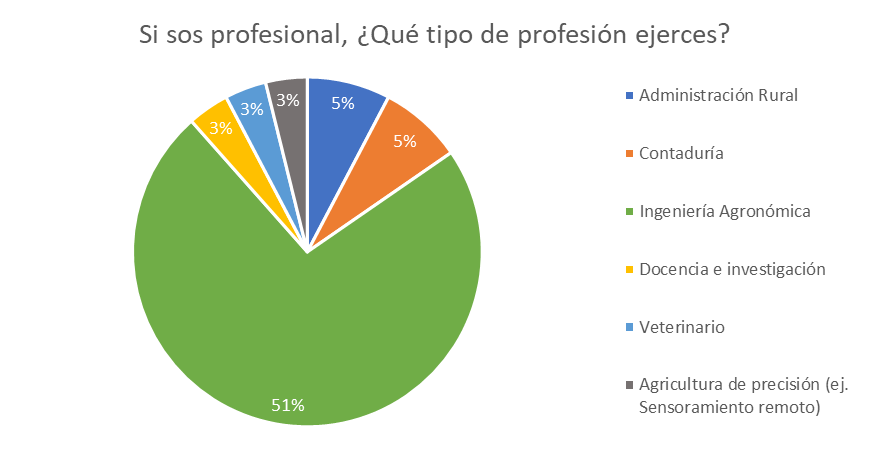 Si sos profesional, ¿Qué tipo de profesión ejerces?
3%
3%
3%
5%
5%
51%
Administración Rural
Contaduría
Ingeniería Agronómica
Docencia e investigación
Veterinario
Agricultura de precisión (ej.
Sensoramiento remoto)